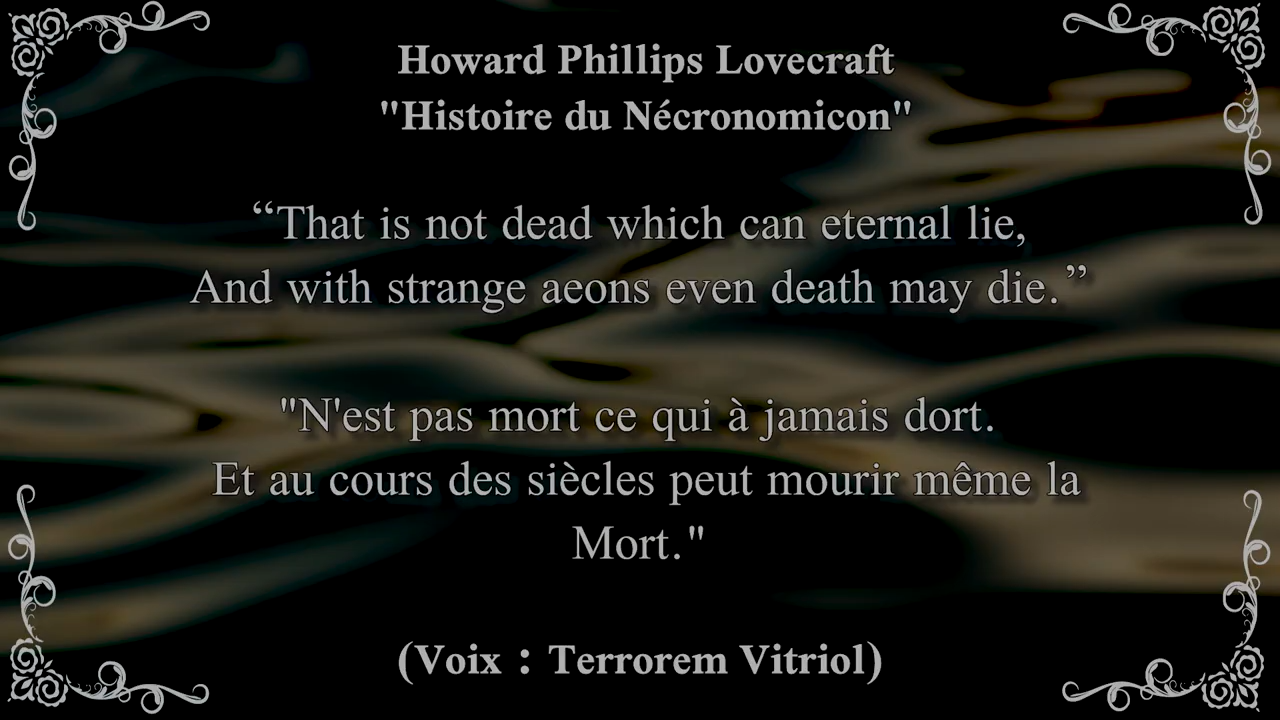 Howard Phillips Lovecraft
"Histoire du Nécronomicon"
“That is not dead which can eternal lie,
And with strange aeons even death may die.”
"N'est pas mort ce qui à jamais dort.
Et au cours des siècles peut mourir même la
Mort."
(Voix : Terrorem Vitriol)